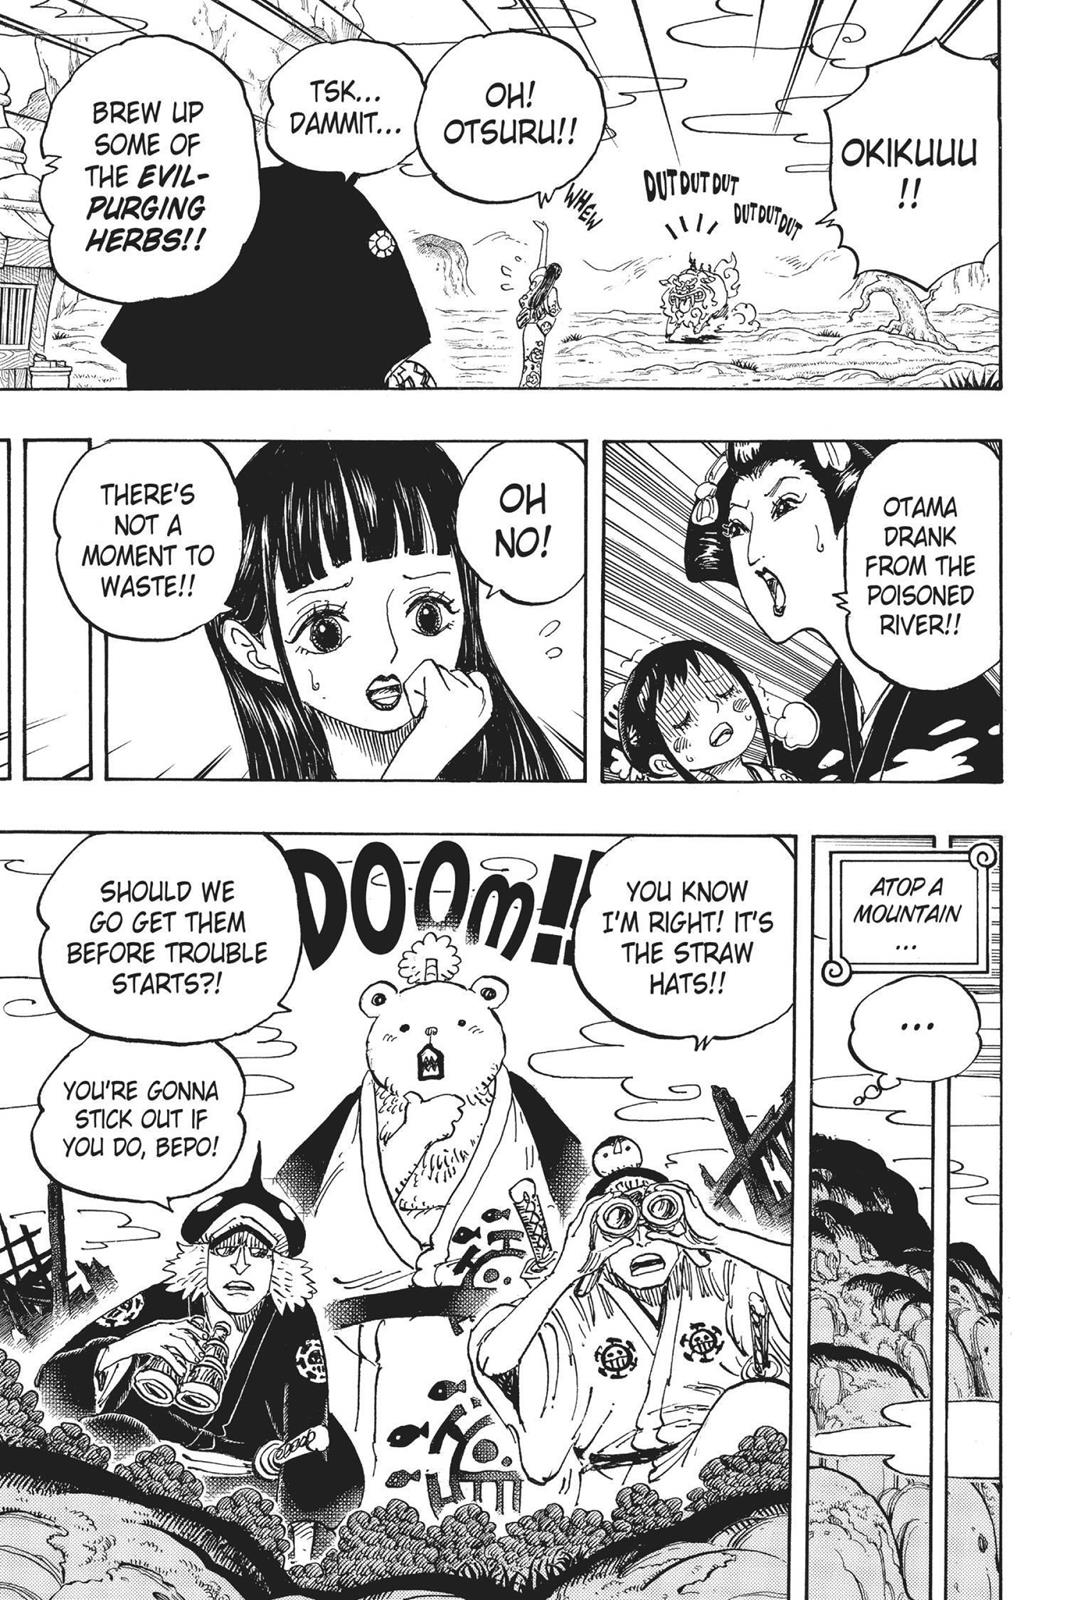 OKIKUUU
!!
DUT DUT DUT
DUT DUT DUT
OH!
OTSURU!!
WHEW
TSK...
DAMMIT...
BREW UP
SOME OF
THE EVIL-
PURGING
HERBS!!
OTAMA
DRANK
FROM THE
POISONED
RIVER!!
OH
NO!
THERE'S
NOT A
MOMENT TO
WASTE!!
ATOP A
MOUNTAIN
...
...
YOU KNOW
I'M RIGHT! IT'S
THE STRAW
HATS!!
DOOM!!
SHOULD WE
GO GET THEM
BEFORE TROUBLE
STARTS?!
YOU'RE GONNA
STICK OUT IF
YOU DO, BEPO!